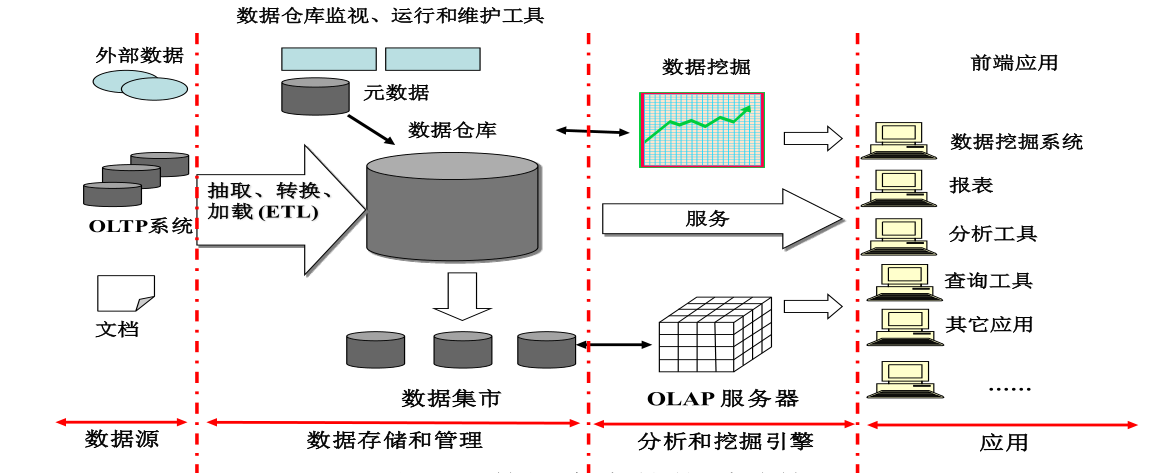 数据仓库监视、运行和维护工具
外部数据
元数据
数据仓库
OLTP系统
抽取、转换、
加载(ETL)
文档
数据集市
数据挖掘
服务
OLAP 服务器
前端应用
数据挖掘系统
报表
分析工具
查询工具
其它应用
……
数据源
数据存储和管理
分析和挖掘引擎
应用